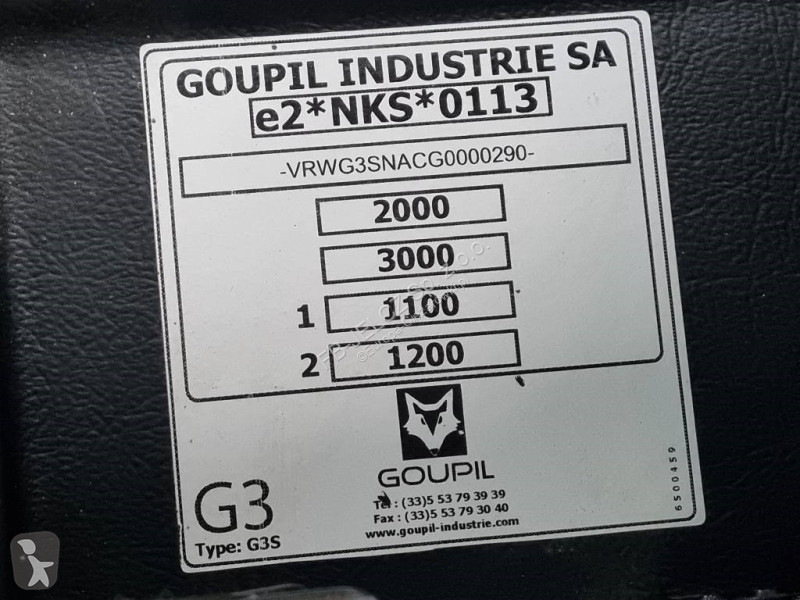 GOUPIL INDUSTRIE SA
e2*NKS*0113
-VRWG3SNACG0000290-
2000
3000
1 1100
2 1200
GOUPIL
G3
Type: G3S
Tel : (33)5 53 79 39 39
Fax : (33)5 53 79 30 40
www.goupil-industrie.com
6500459